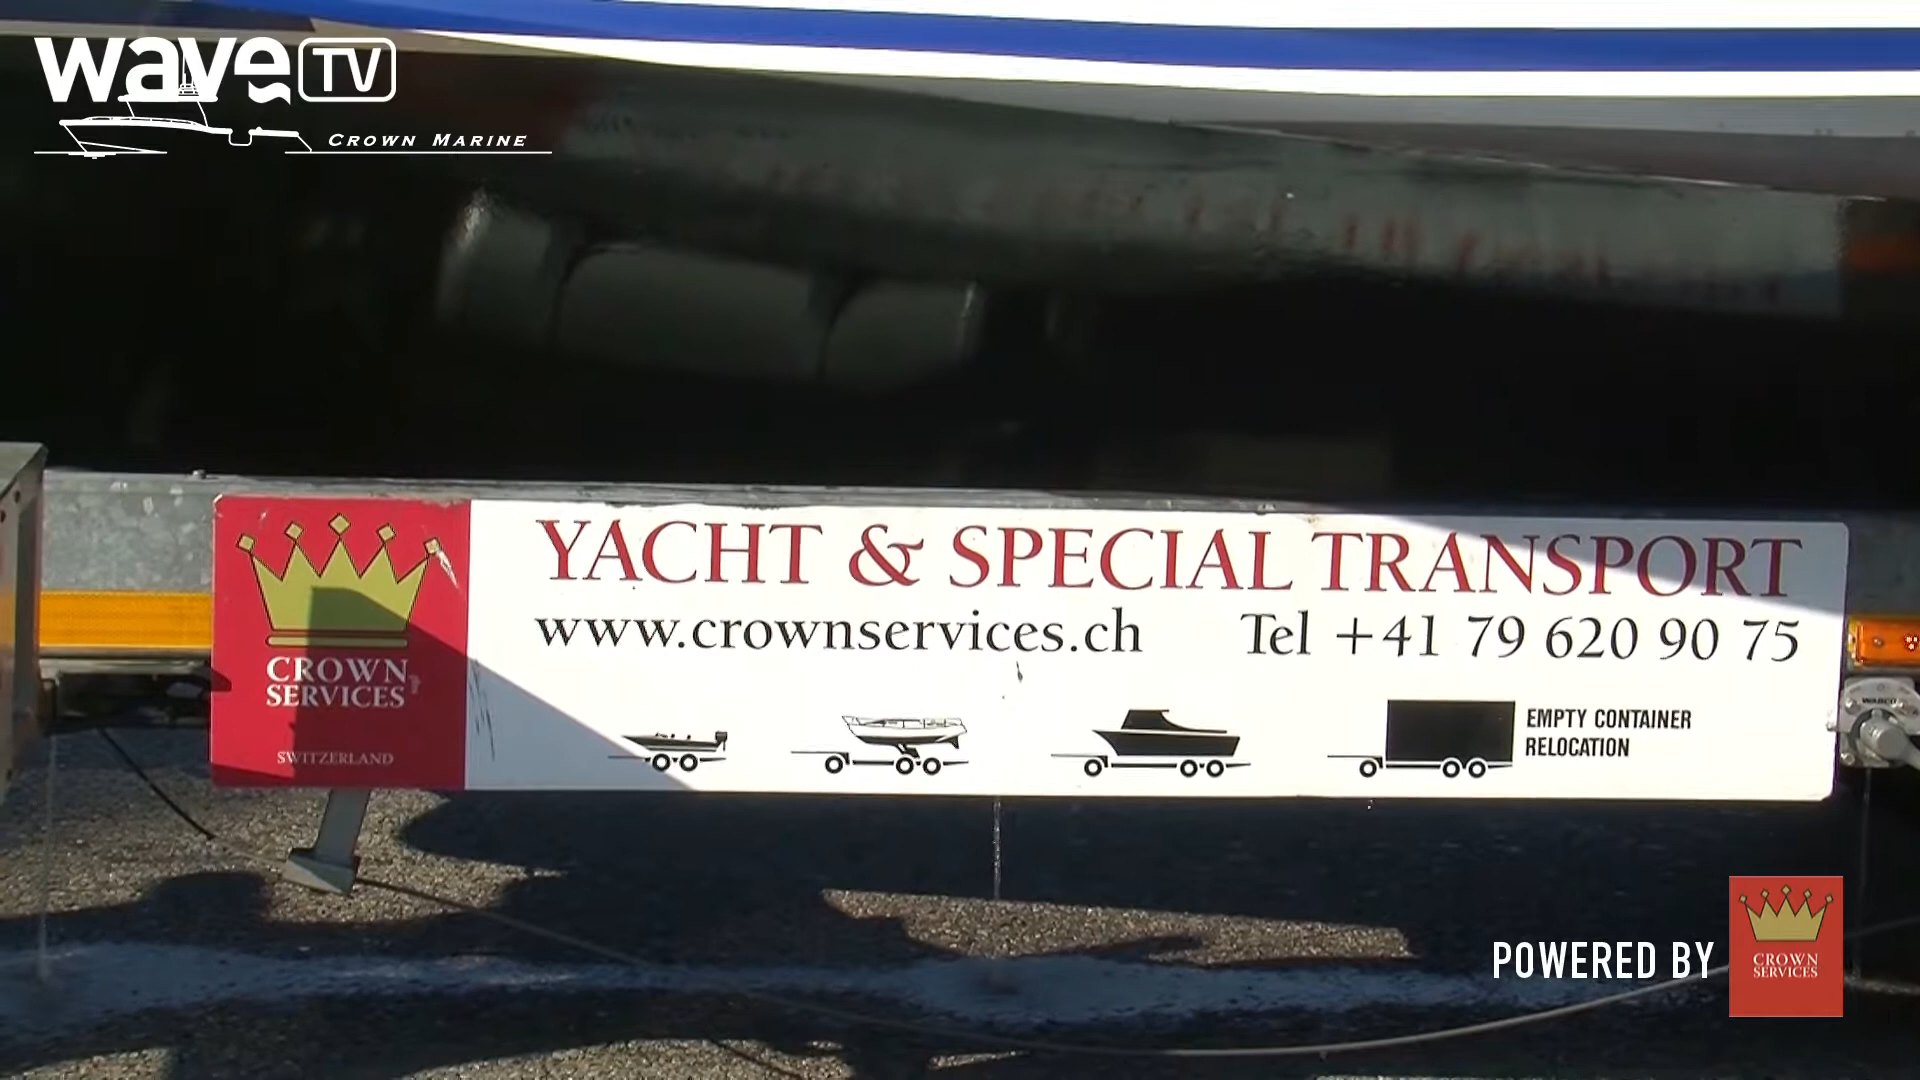 wave TV
CROWN MARINE
YACHT & SPECIAL TRANSPORT
www.crownservices.ch Tel +41 79 620 90 75
CROWN
SERVICES
SWITZERLAND
EMPTY CONTAINER
RELOCATION
WABCO
POWERED BY
CROWN
SERVICES